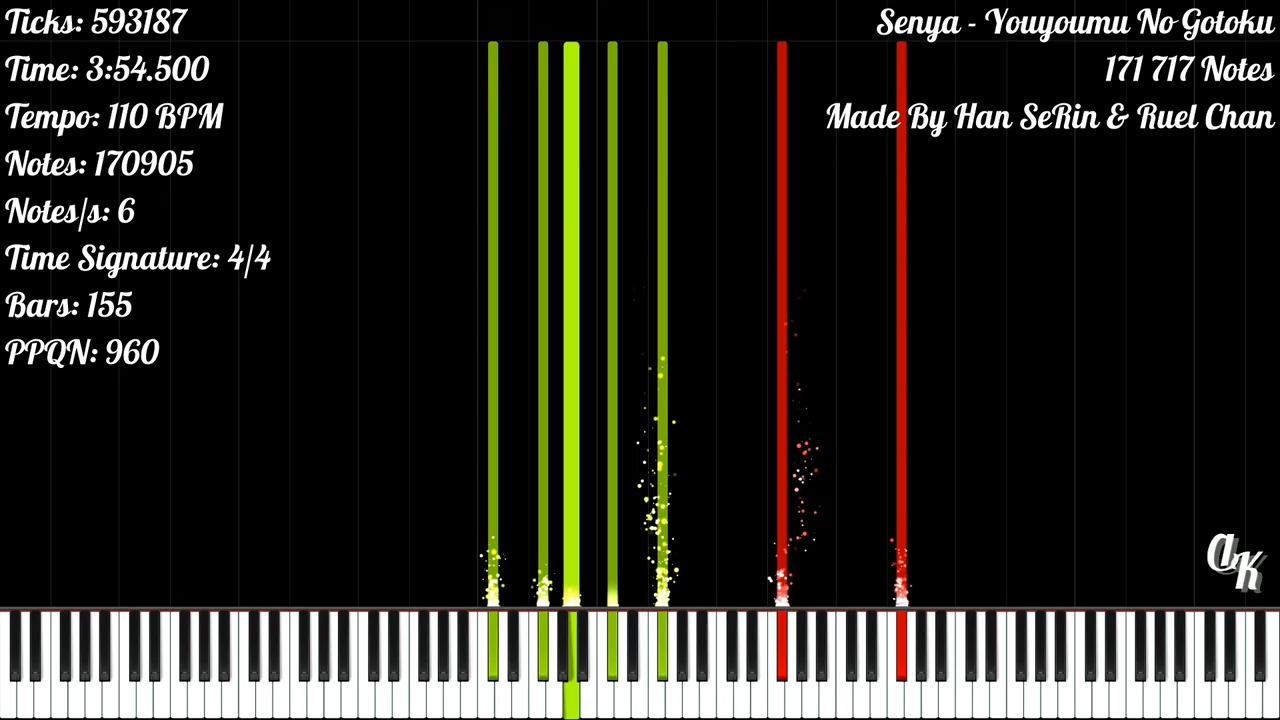 Ticks: 593187
Time: 3:54.500
Tempo: 110 BPM
Notes: 170905
Notes/s: 6
Time Signature: 4/4
Bars: 155
PPQN: 960
Senya - Youyoumu No Gotoku
171 717 Notes
Made By Han SeRin & Ruel Chan
aK